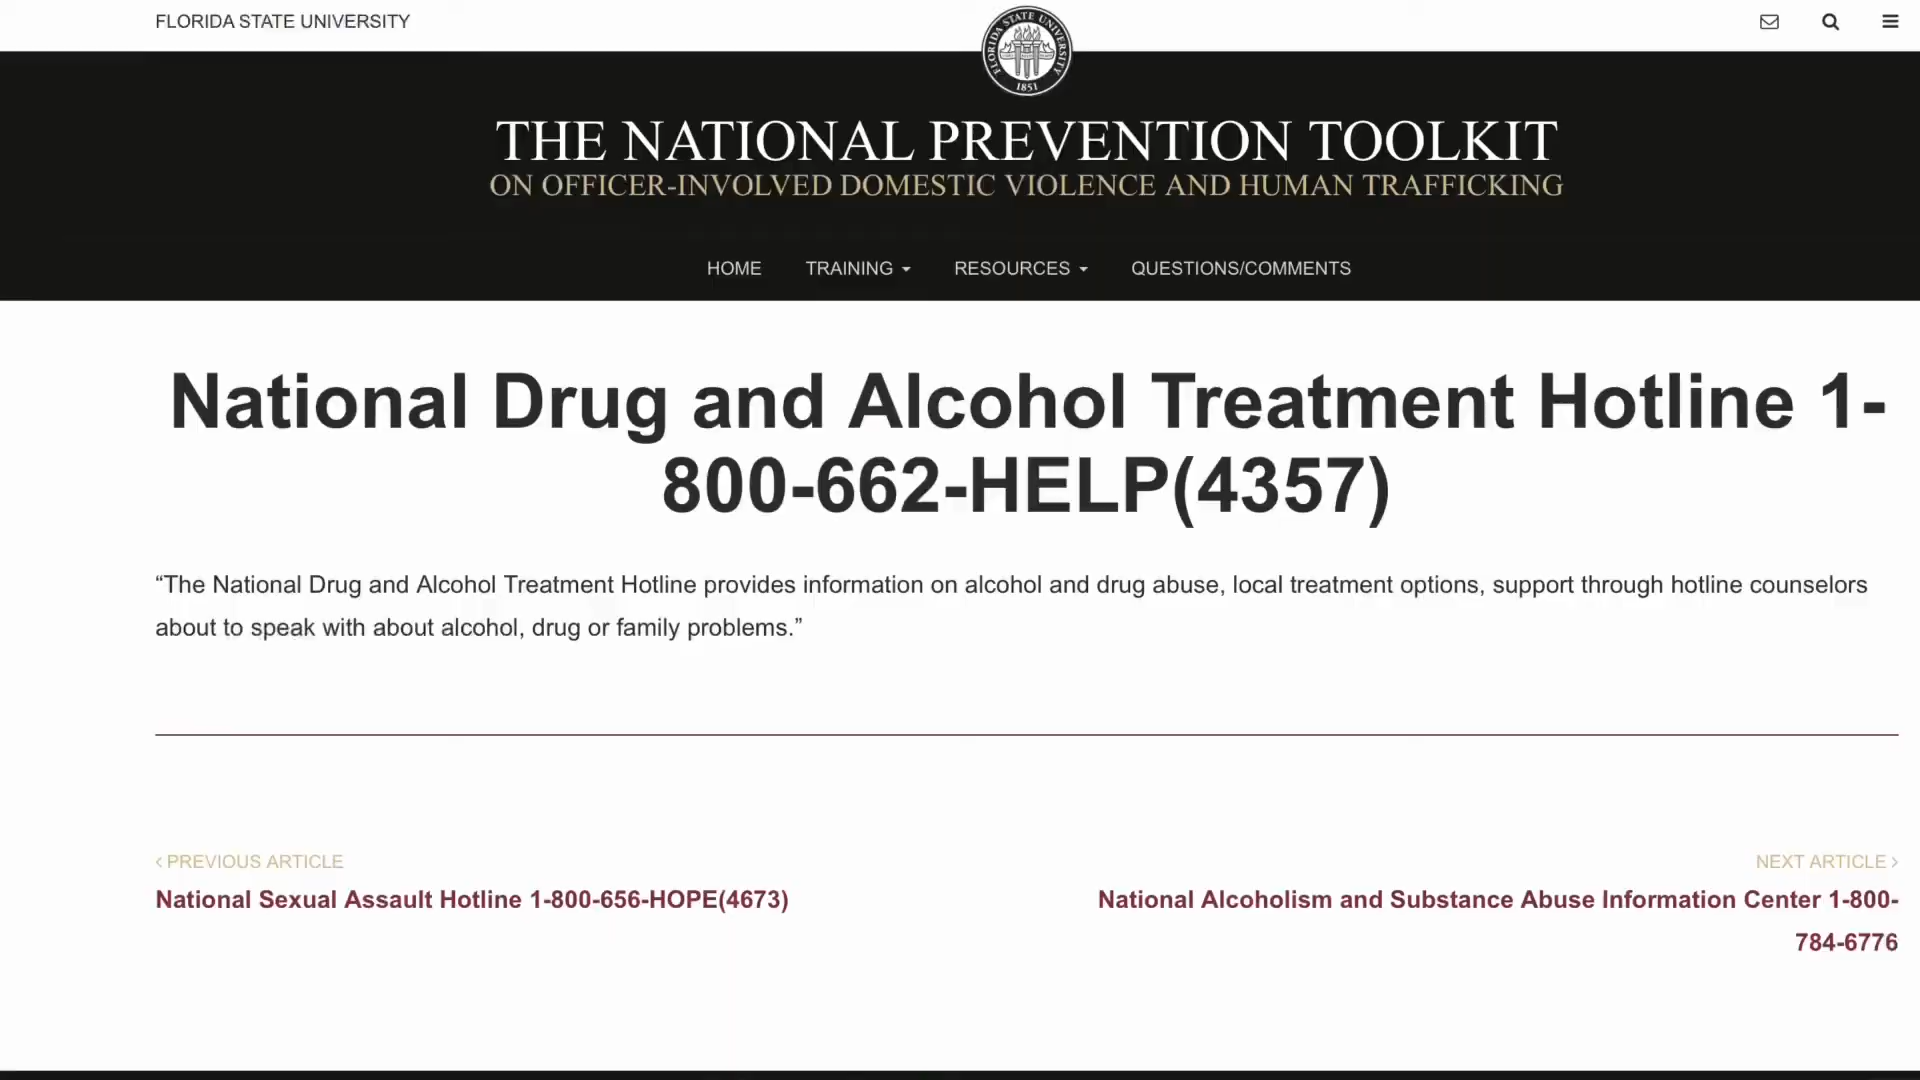 FLORIDA STATE UNIVERSITY
FLORIDA STATE UNIVERSITY
1851
THE NATIONAL PREVENTION TOOLKIT
ON OFFICER-INVOLVED DOMESTIC VIOLENCE AND HUMAN TRAFFICKING
HOME TRAINING RESOURCES QUESTIONS/COMMENTS
National Drug and Alcohol Treatment Hotline 1-
800-662-HELP(4357)
“The National Drug and Alcohol Treatment Hotline provides information on alcohol and drug abuse, local treatment options, support through hotline counselors
about to speak with about alcohol, drug or family problems.”
‹ PREVIOUS ARTICLE
National Sexual Assault Hotline 1-800-656-HOPE(4673)
NEXT ARTICLE ›
National Alcoholism and Substance Abuse Information Center 1-800-
784-6776